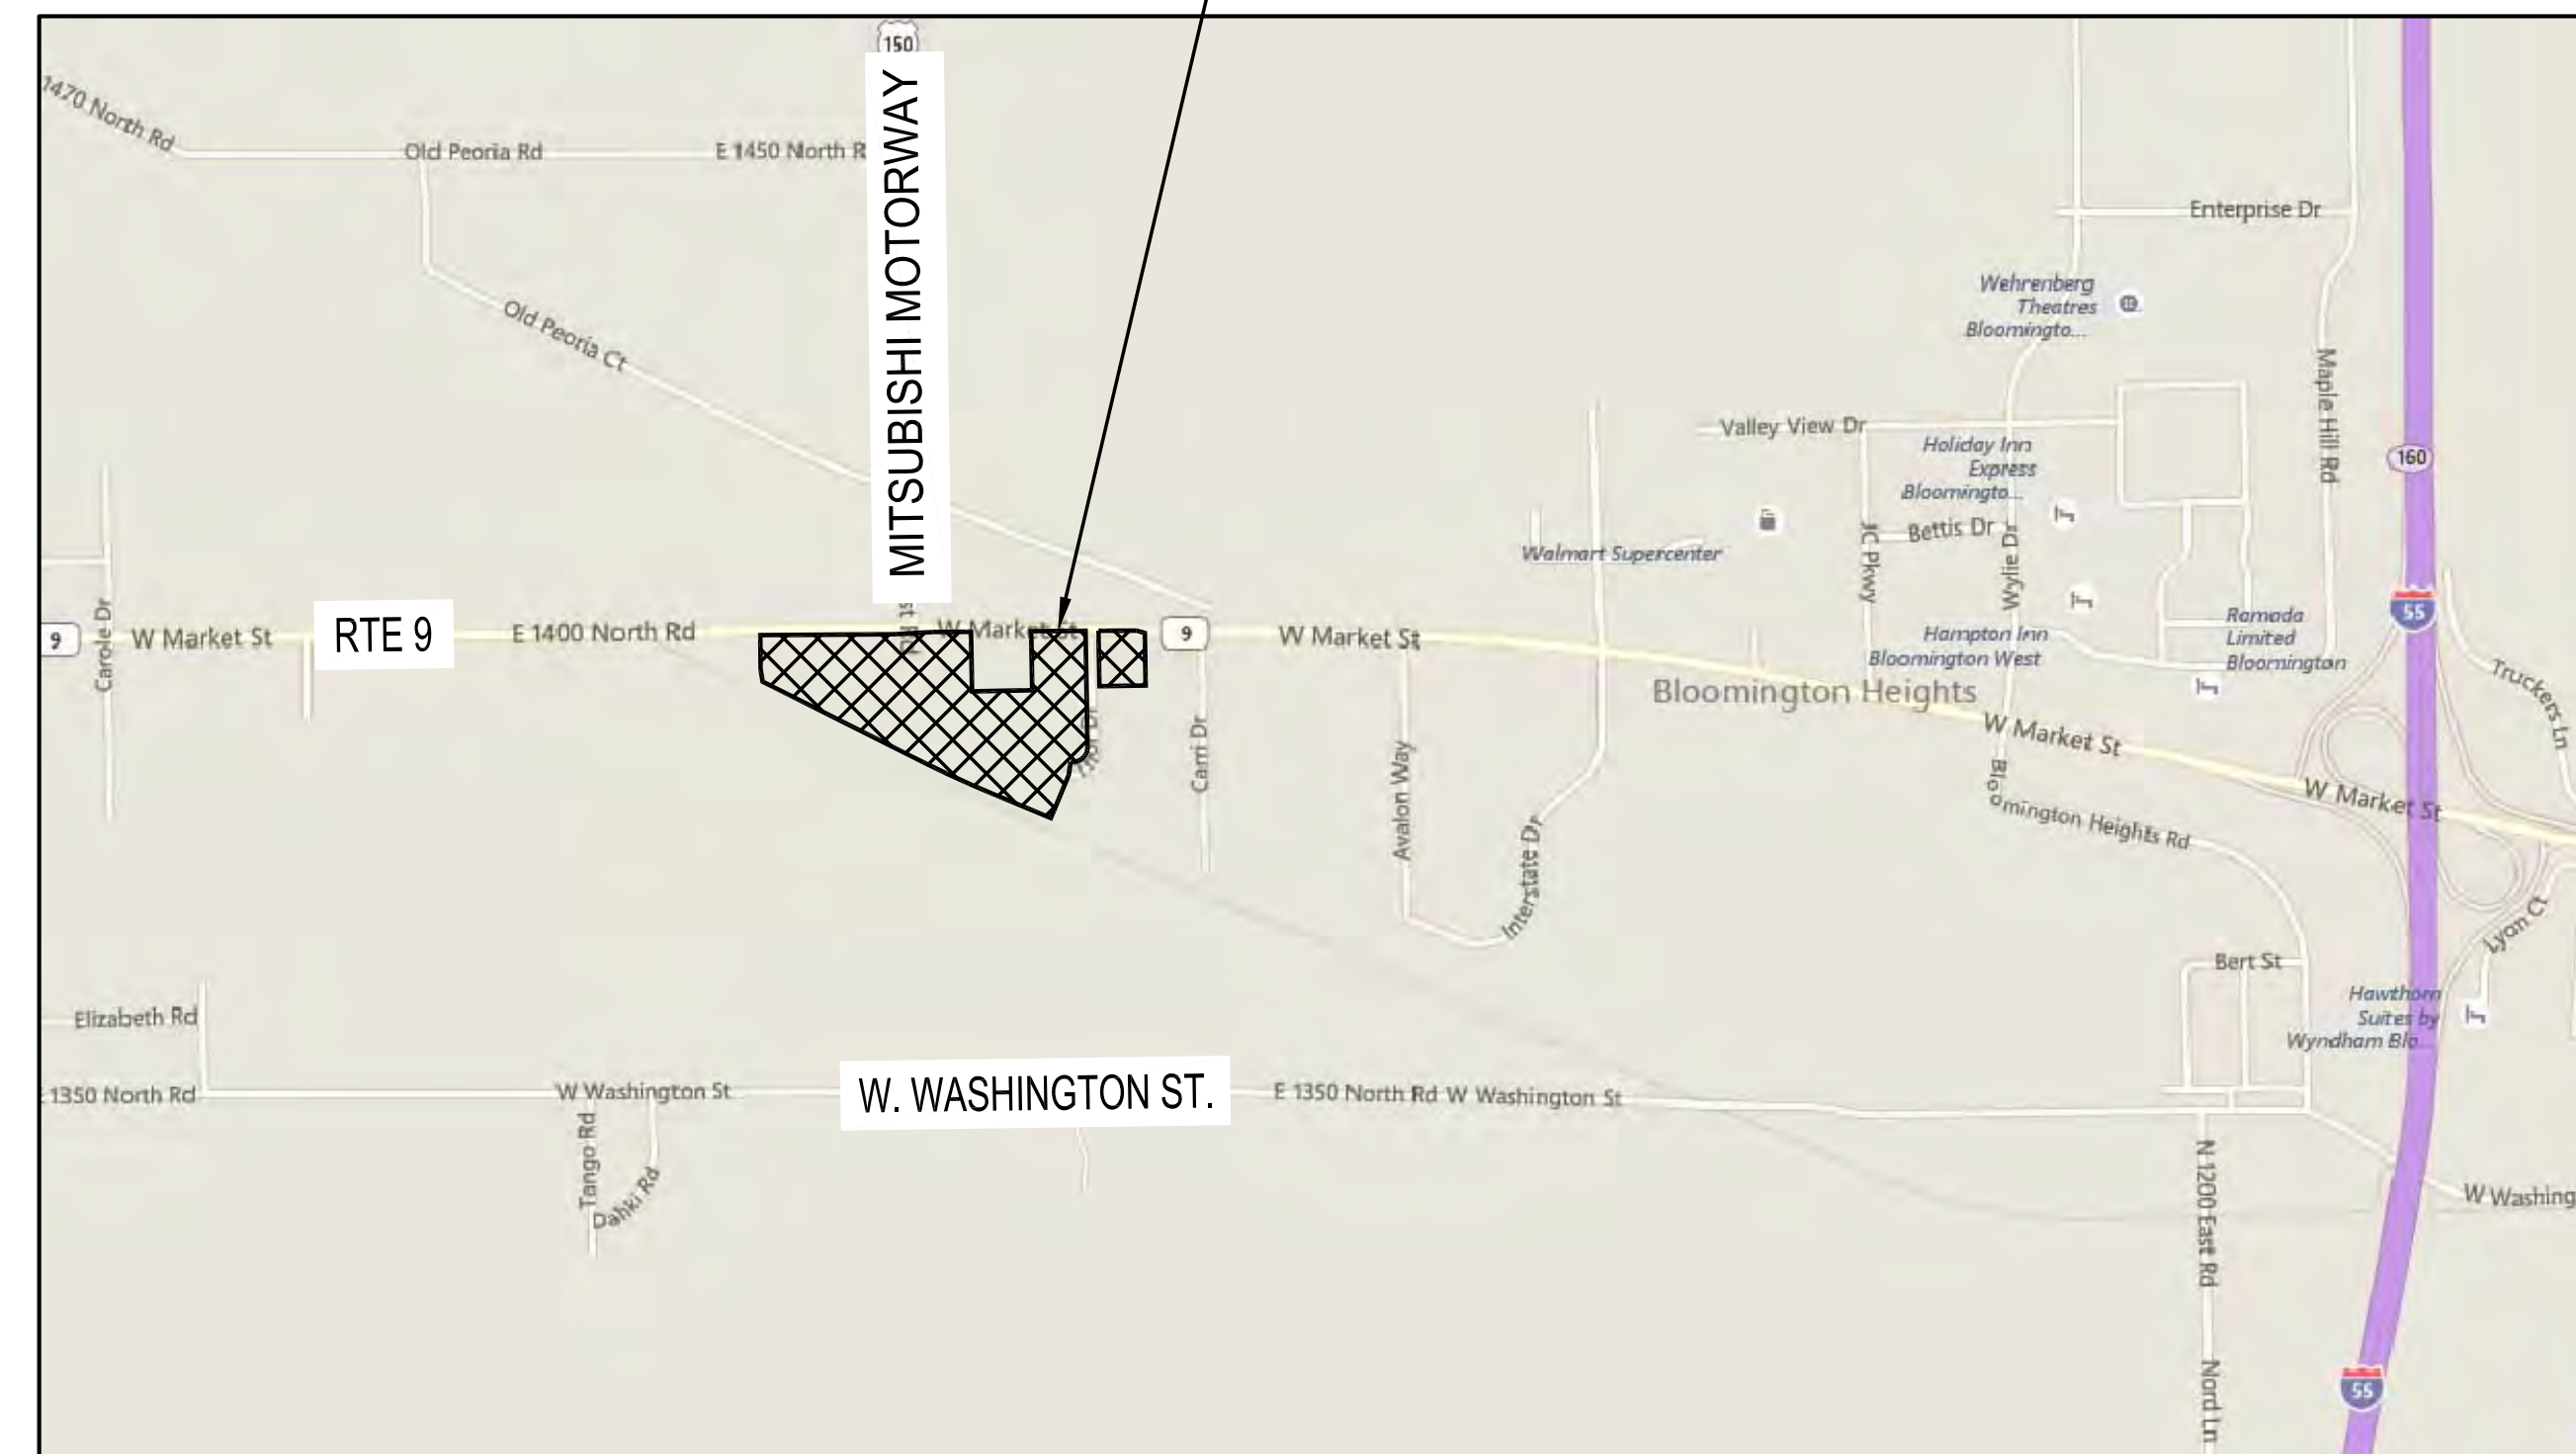 150
MITSUBISHI MOTORWAY
1470 North Rd
Old Peoria Rd
E 1450 North R
Enterprise Dr
Wehrenberg
Theatres
Bloomingto...
Old Peoria Ct
Maple Hill Rd
Valley View Dr
Holiday Inn
Express
Bloomingto...
160
JC Pkwy
Bettis Dr
Wylie Dr
Walmart Supercenter
55
Ramada
Limited
Bloomington
Hampton Inn
Bloomington West
9
Carole Dr
W Market St
RTE 9
E 1400 North Rd
W Market St
9
W Market St
Bloomington Heights
Truckers Ln
W Market St
W Market St
Carri Dr
Avalon Way
Interstate Dr
Bloomington Heights Rd
Lyon Ct
Bert St
Hawthorn
Suites by
Wyndham Blo...
Elizabeth Rd
E 1350 North Rd
W Washington St
W. WASHINGTON ST.
E 1350 North Rd W Washington St
Tango Rd
Dahki Rd
N 1200 East Rd
W Washing
Nord Ln
55